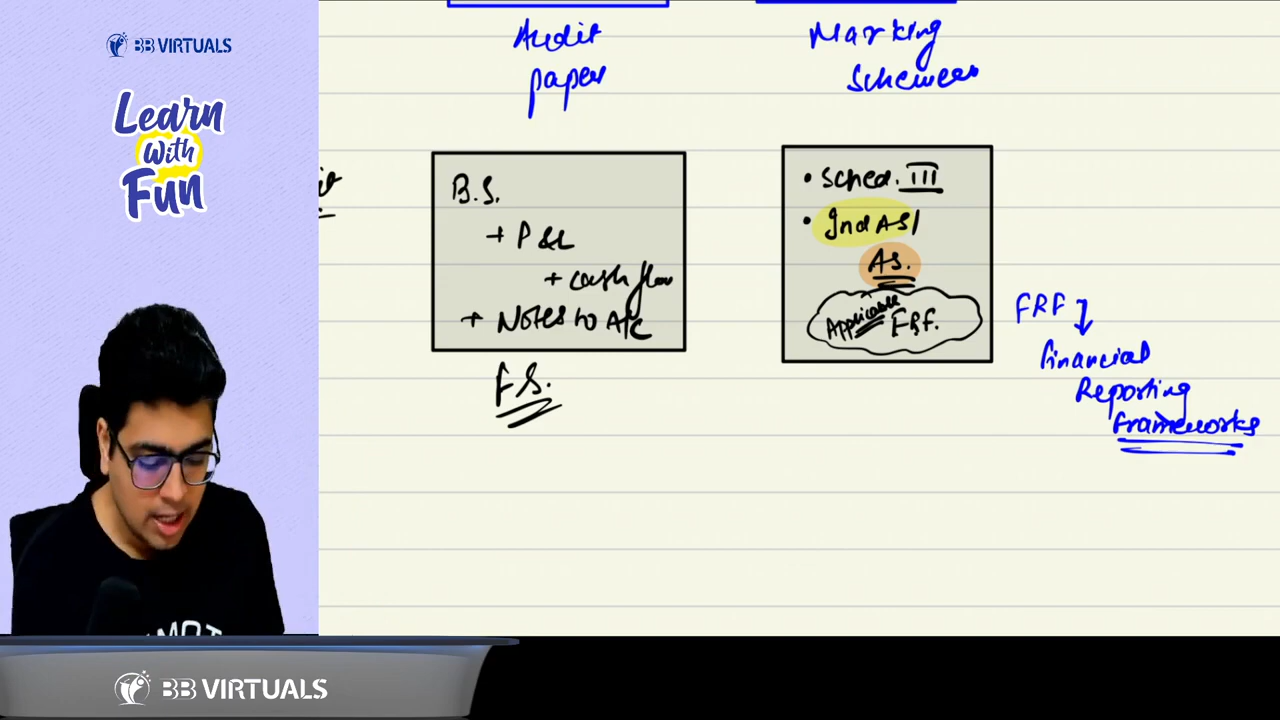 BB VIRTUALS
Learn
With
Fun
Audit
paper
Marking
Schemes
B.S.
+ P&L
+ cash flow
+ Notes to A/C
F.S.
• Sched. III
• Ind AS/
AS.
Applicable
FRF.
FRF
Financial
Reporting
frameworks
BB VIRTUALS